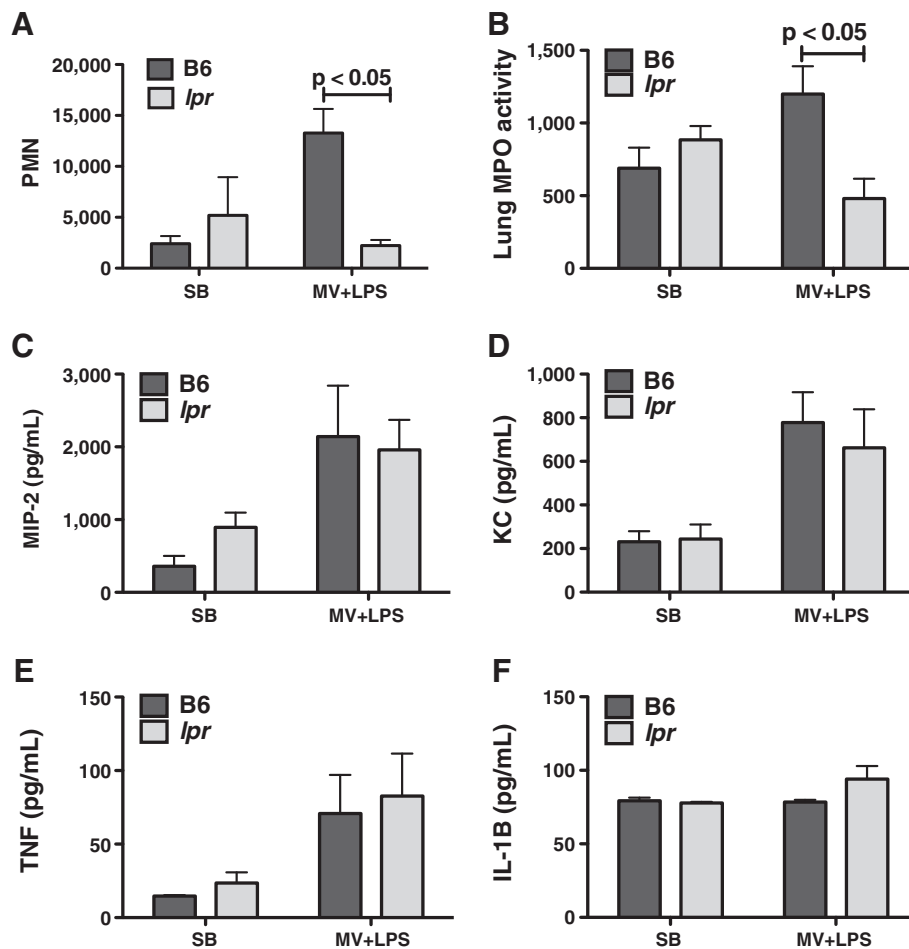 A
PMN
20,000
15,000
10,000
5,000
0
B6
lpr
p < 0.05
SB
MV+LPS
B
Lung MPO activity
1,500
1,000
500
0
B6
lpr
p < 0.05
SB
MV+LPS
C
MIP-2 (pg/mL)
3,000
2,000
1,000
0
B6
lpr
SB
MV+LPS
D
KC (pg/mL)
1,000
800
600
400
200
0
B6
lpr
SB
MV+LPS
E
TNF (pg/mL)
150
100
50
0
B6
lpr
SB
MV+LPS
F
IL-1B (pg/mL)
150
100
50
0
B6
lpr
SB
MV+LPS